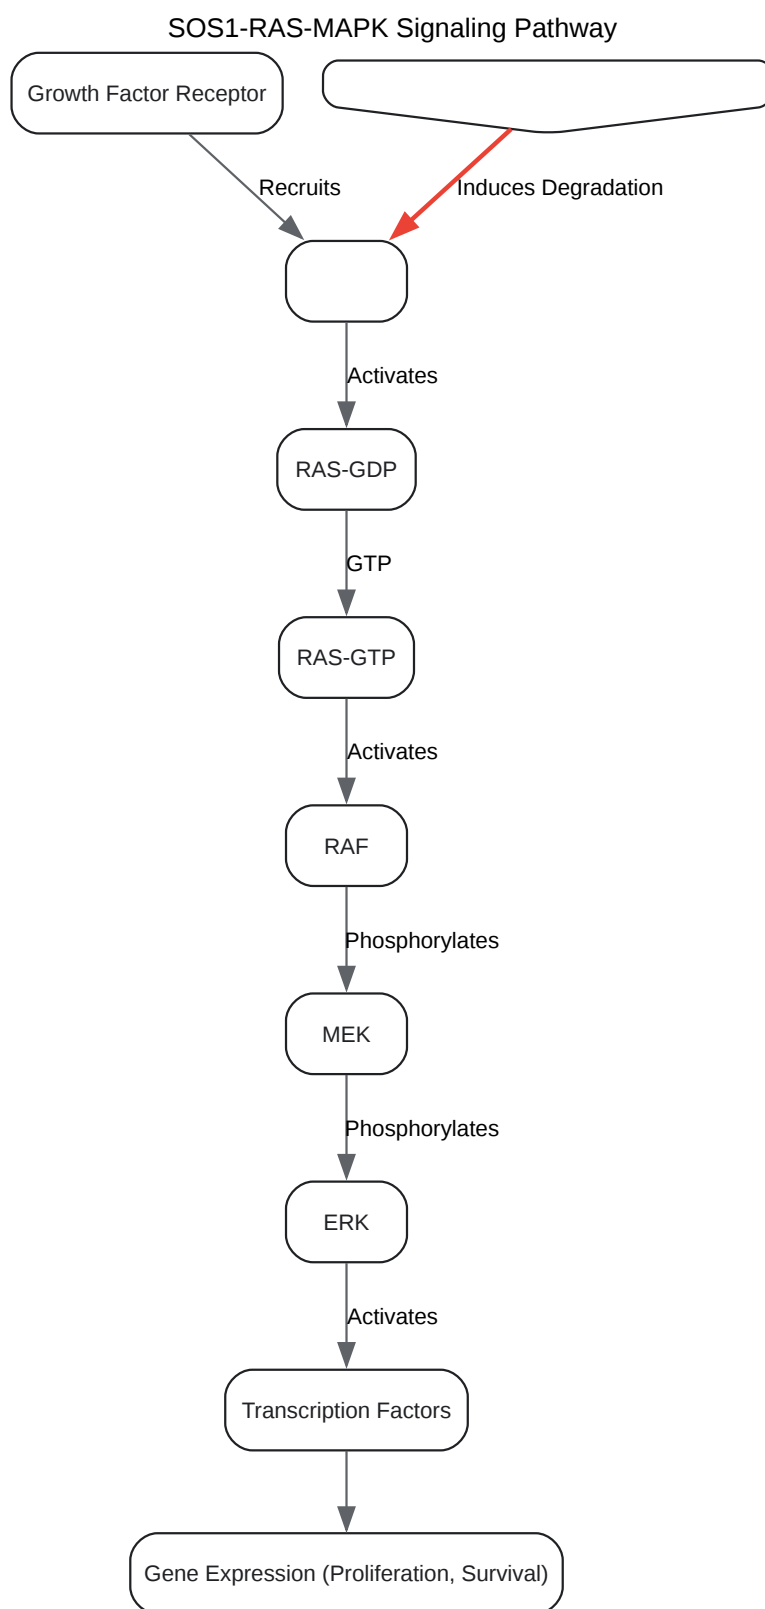 SOS1-RAS-MAPK Signaling Pathway
Growth Factor Receptor
Recruits
Induces Degradation
Activates
RAS-GDP
GTP
RAS-GTP
Activates
RAF
Phosphorylates
MEK
Phosphorylates
ERK
Activates
Transcription Factors
Gene Expression (Proliferation, Survival)